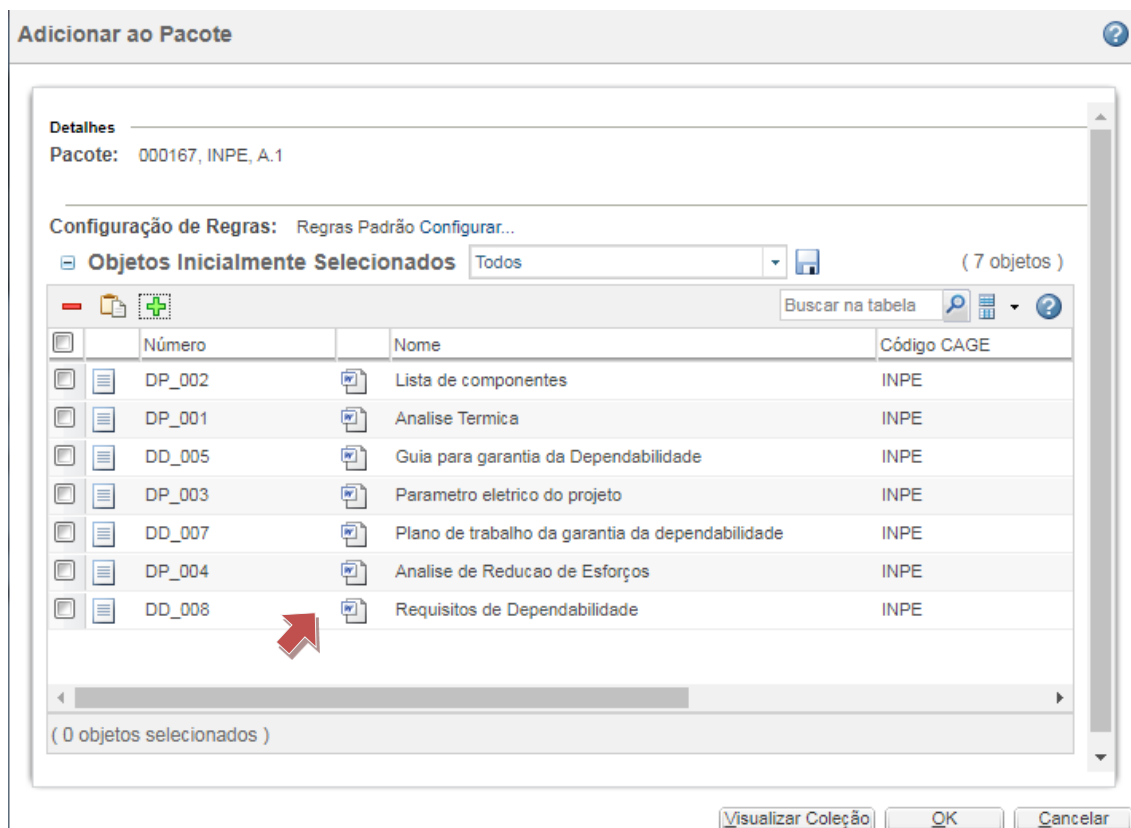 Adicionar ao Pacote
Detalhes
Pacote: 000167, INPE, A.1
Configuração de Regras: Regras Padrão Configurar...
Objetos Inicialmente Selecionados Todos ( 7 objetos )
Buscar na tabela
Número Nome Código CAGE
DP_002 Lista de componentes INPE
DP_001 Analise Termica INPE
DD_005 Guia para garantia da Dependabilidade INPE
DP_003 Parametro eletrico do projeto INPE
DD_007 Plano de trabalho da garantia da dependabilidade INPE
DP_004 Analise de Reducao de Esforços INPE
DD_008 Requisitos de Dependabilidade INPE
( 0 objetos selecionados )
Visualizar Coleção OK Cancelar